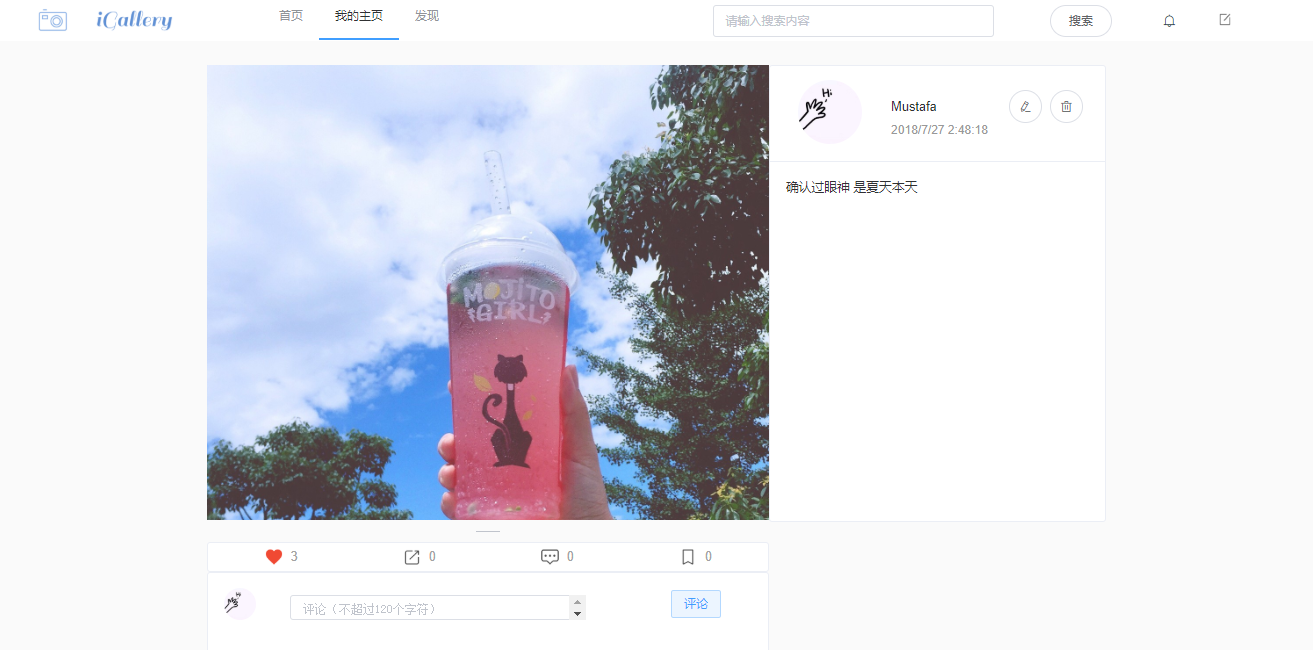 iGallery
首页
我的主页
发现
请输入搜索内容
搜索
MOJITO
GIRL
Hi
Mustafa
2018/7/27 2:48:18
确认过眼神 是夏天本天
3
0
0
0
Hi
评论（不超过120个字符）
评论